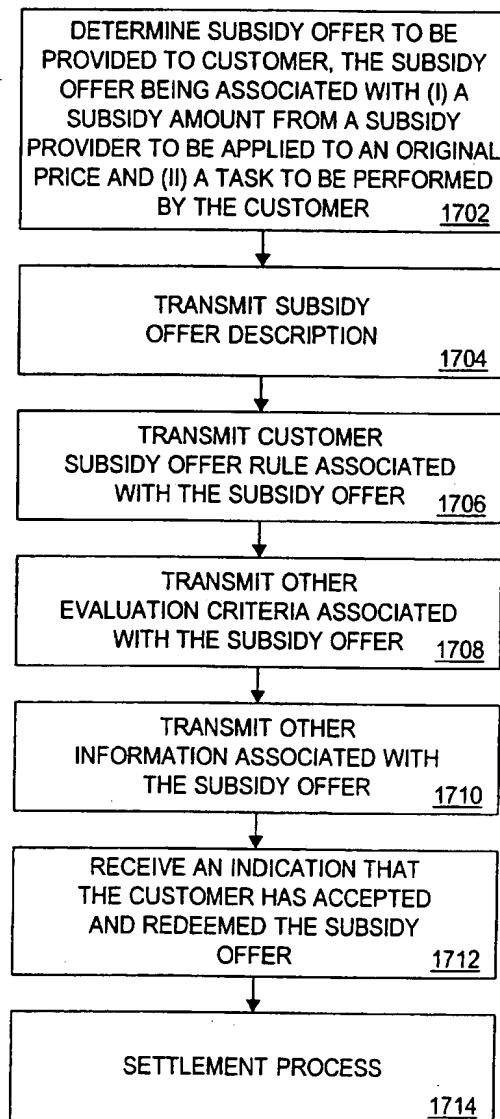 DETERMINE SUBSIDY OFFER TO BE
PROVIDED TO CUSTOMER, THE SUBSIDY
OFFER BEING ASSOCIATED WITH (I) A
SUBSIDY AMOUNT FROM A SUBSIDY
PROVIDER TO BE APPLIED TO AN ORIGINAL
PRICE AND (II) A TASK TO BE PERFORMED
BY THE CUSTOMER 1702
TRANSMIT SUBSIDY
OFFER DESCRIPTION
1704
TRANSMIT CUSTOMER
SUBSIDY OFFER RULE ASSOCIATED
WITH THE SUBSIDY OFFER 1706
TRANSMIT OTHER
EVALUATION CRITERIA ASSOCIATED
WITH THE SUBSIDY OFFER 1708
TRANSMIT OTHER
INFORMATION ASSOCIATED WITH
THE SUBSIDY OFFER 1710
RECEIVE AN INDICATION THAT
THE CUSTOMER HAS ACCEPTED
AND REDEEMED THE SUBSIDY
OFFER 1712
SETTLEMENT PROCESS
1714